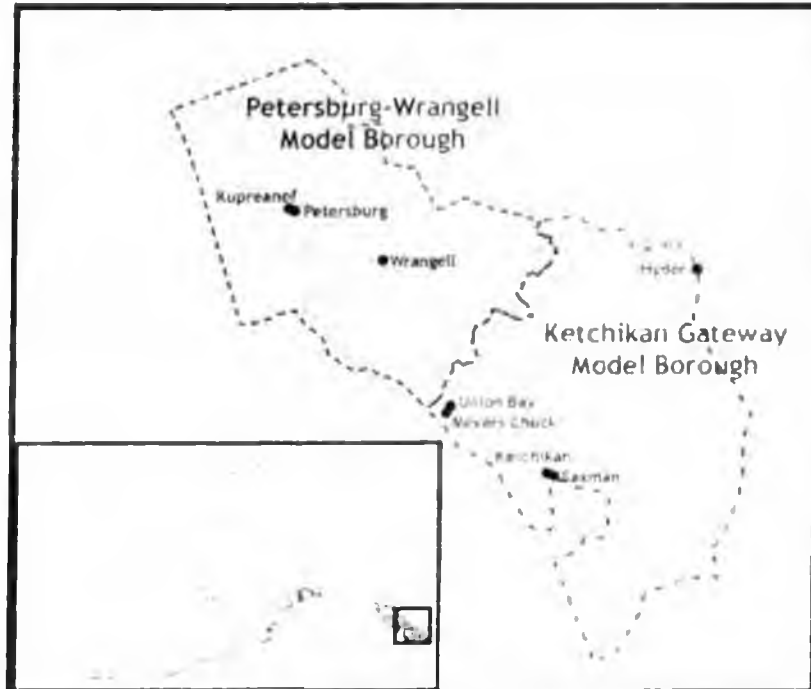 Petersburg-Wrangell
Model Borough
Kupreanof
Petersburg
Wrangell
Hyder
Ketchikan Gateway
Model Borough
Union Bay
Meyers Chuck
Ketchikan
Saxman